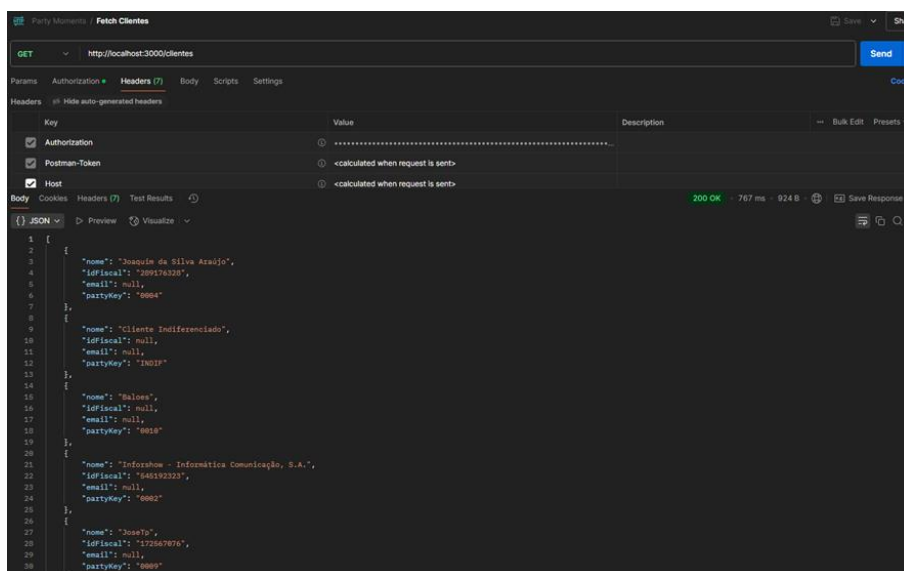 Party Moments / Fetch Clientes
Save
GET http://localhost:3000/clientes Send
Params Authorization Headers (7) Body Scripts Settings
Headers Hide auto-generated headers
Key Value Description Bulk Edit Presets
Authorization
Postman-Token <calculated when request is sent>
Host <calculated when request is sent>
Body Cookies Headers (7) Test Results 200 OK 767 ms 924 B Save Response
{} JSON Preview Visualize
1 [
2 {
3 "nome": "Joaquim da Silva Araújo",
4 "idFiscal": "209176328",
5 "email": null,
6 "partyKey": "0004"
7 },
8 {
9 "nome": "Cliente Indiferenciado",
10 "idFiscal": null,
11 "email": null,
12 "partyKey": "INDIF"
13 },
14 {
15 "nome": "Baloes",
16 "idFiscal": null,
17 "email": null,
18 "partyKey": "0010"
19 },
20 {
21 "nome": "Inforshow - Informática Comunicação, S.A.",
22 "idFiscal": "545192323",
23 "email": null,
24 "partyKey": "0002"
25 },
26 {
27 "nome": "JoseTp",
28 "idFiscal": "172567076",
29 "email": null,
30 "partyKey": "0009"